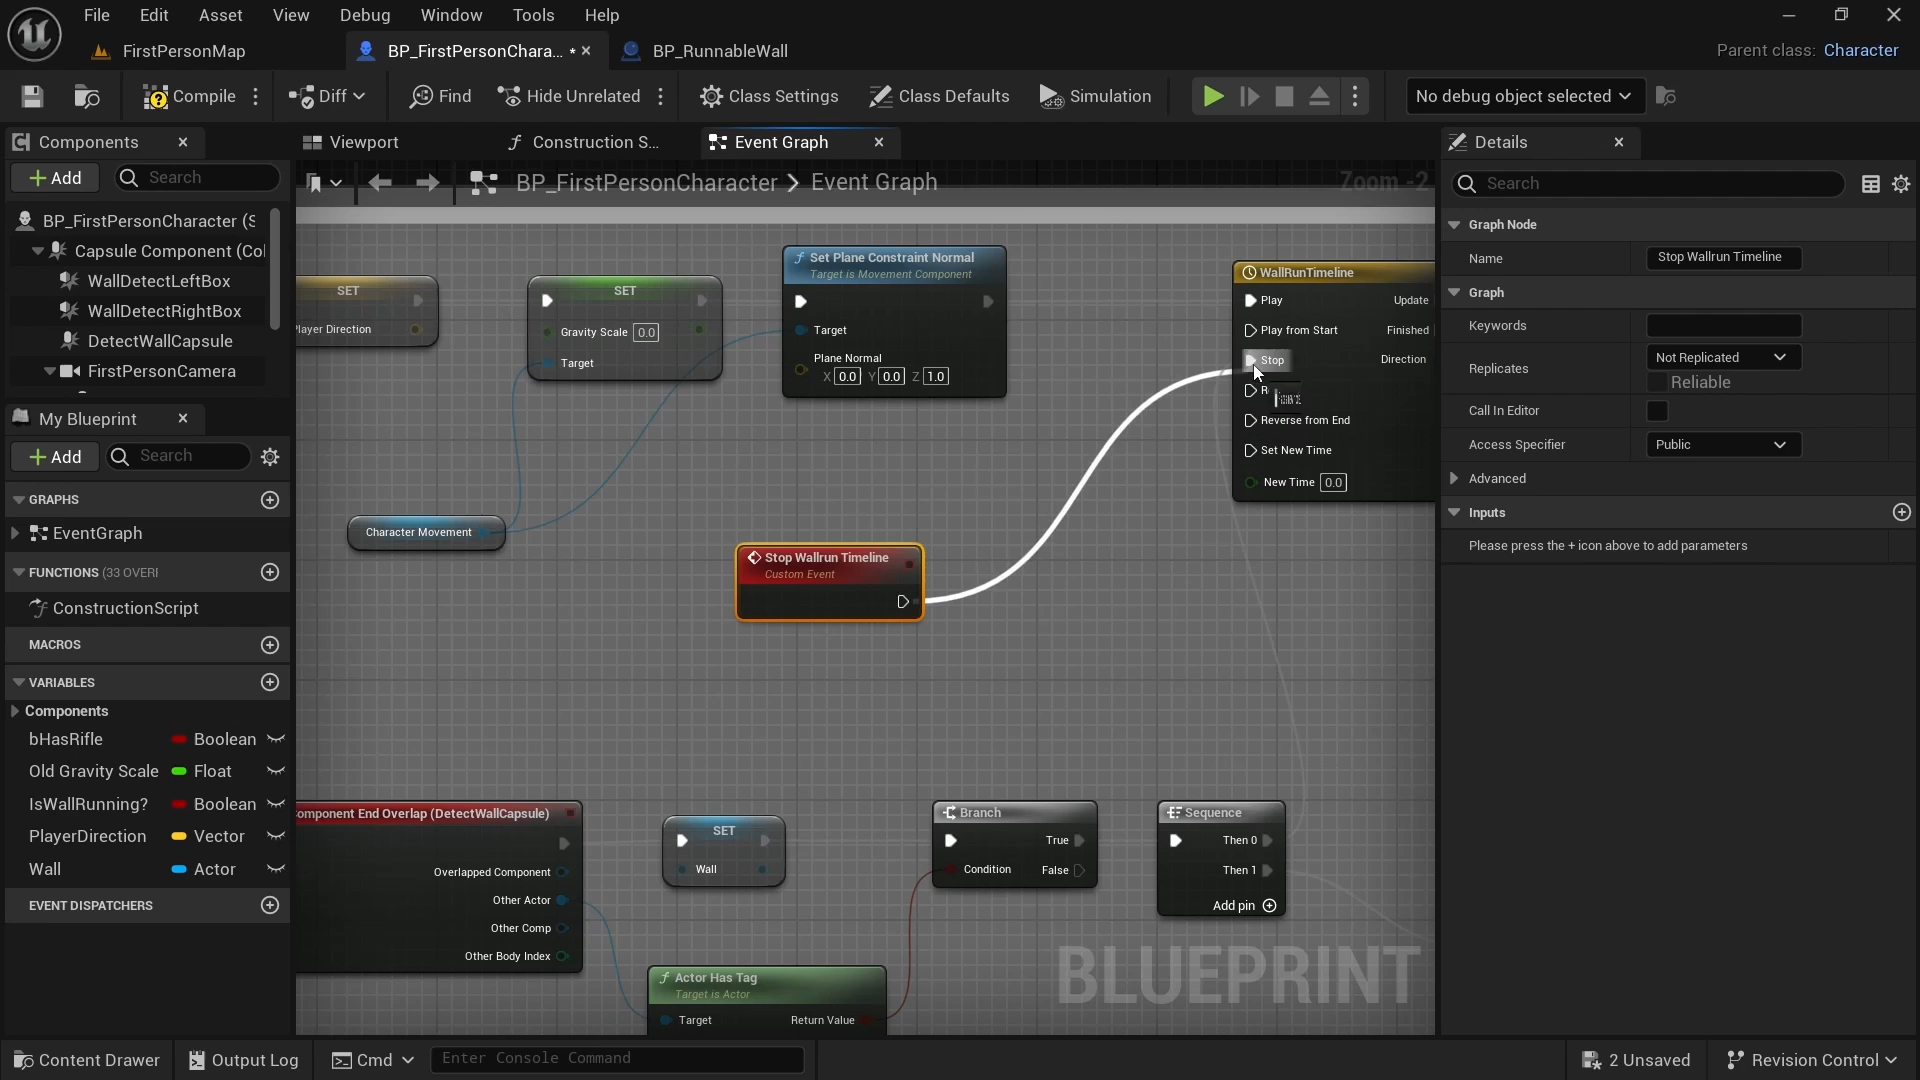 File Edit Asset View Debug Window Tools Help
FirstPersonMap BP_FirstPersonChara... * BP_RunnableWall Parent class: Character
Compile Diff Find Hide Unrelated Class Settings Class Defaults Simulation No debug object selected
Components
Add Search
BP_FirstPersonCharacter (S
Capsule Component (Col
WallDetectLeftBox
WallDetectRightBox
DetectWallCapsule
FirstPersonCamera
My Blueprint
Add Search
GRAPHS
EventGraph
FUNCTIONS (33 OVERI
ConstructionScript
MACROS
VARIABLES
Components
bHasRifle Boolean
Old Gravity Scale Float
IsWallRunning? Boolean
PlayerDirection Vector
Wall Actor
EVENT DISPATCHERS
Viewport Construction S... Event Graph
BP_FirstPersonCharacter > Event Graph Zoom -2
SET
Player Direction
SET
Gravity Scale 0.0
Target
Set Plane Constraint Normal
Target is Movement Component
Target
Plane Normal
X 0.0 Y 0.0 Z 1.0
WallRunTimeline
Play Update
Play from Start Finished
Stop Direction
Reverse from End
Set New Time
New Time 0.0
Character Movement
Stop Wallrun Timeline
Custom Event
omponent End Overlap (DetectWallCapsule)
Overlapped Component
Other Actor
Other Comp
Other Body Index
SET
Wall
Branch
True
Condition False
Sequence
Then 0
Then 1
Add pin
Actor Has Tag
Target is Actor
Target Return Value
BLUEPRINT
Details
Search
Graph Node
Name Stop Wallrun Timeline
Graph
Keywords
Replicates Not Replicated
Reliable
Call In Editor
Access Specifier Public
Advanced
Inputs
Please press the + icon above to add parameters
Content Drawer Output Log Cmd Enter Console Command 2 Unsaved Revision Control